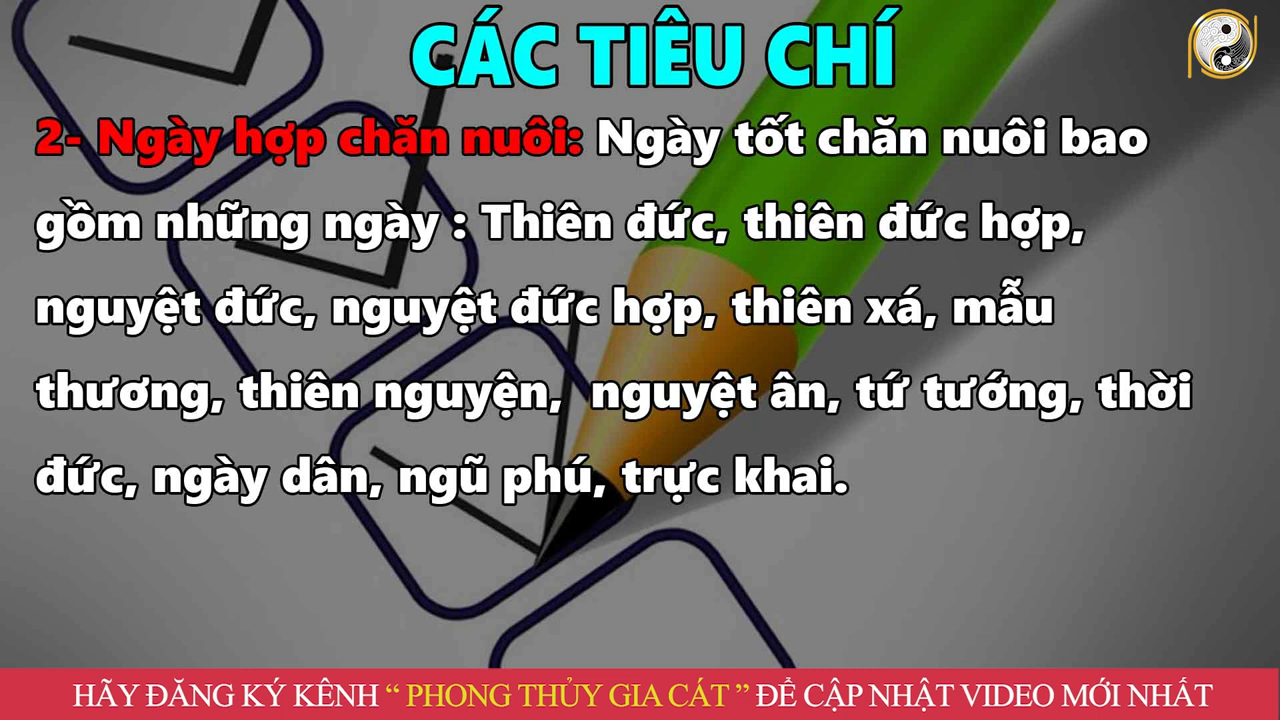 CÁC TIÊU CHÍ
2- Ngày hợp chăn nuôi: Ngày tốt chăn nuôi bao
gồm những ngày : Thiên đức, thiên đức hợp,
nguyệt đức, nguyệt đức hợp, thiên xá, mẫu
thương, thiên nguyện, nguyệt ân, tứ tướng, thời
đức, ngày dân, ngũ phú, trực khai.
HÃY ĐĂNG KÝ KÊNH “ PHONG THỦY GIA CÁT ” ĐỂ CẬP NHẬT VIDEO MỚI NHẤT